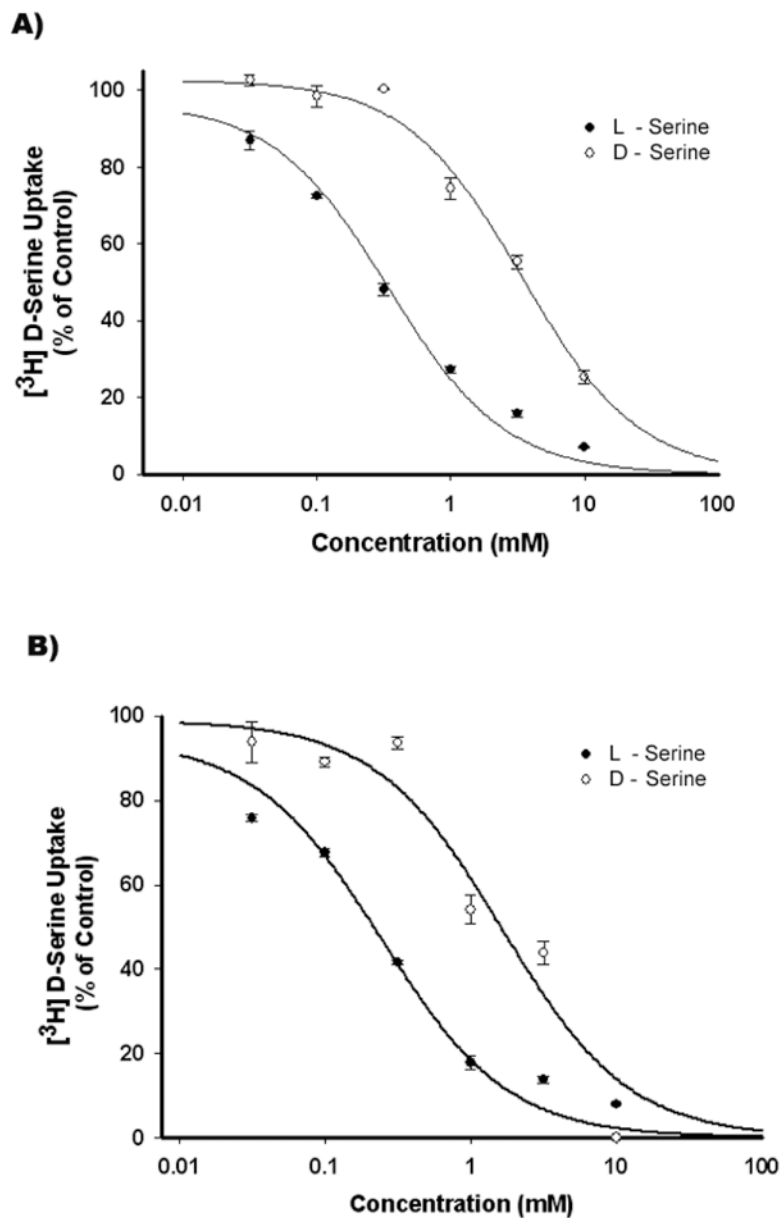 A)
100
80
60
40
20
0
[³H] D-Serine Uptake
(% of Control)
L - Serine
D - Serine
0.01 0.1 1 10 100
Concentration (mM)
B)
100
80
60
40
20
0
[³H] D-Serine Uptake
(% of Control)
L - Serine
D - Serine
0.01 0.1 1 10 100
Concentration (mM)